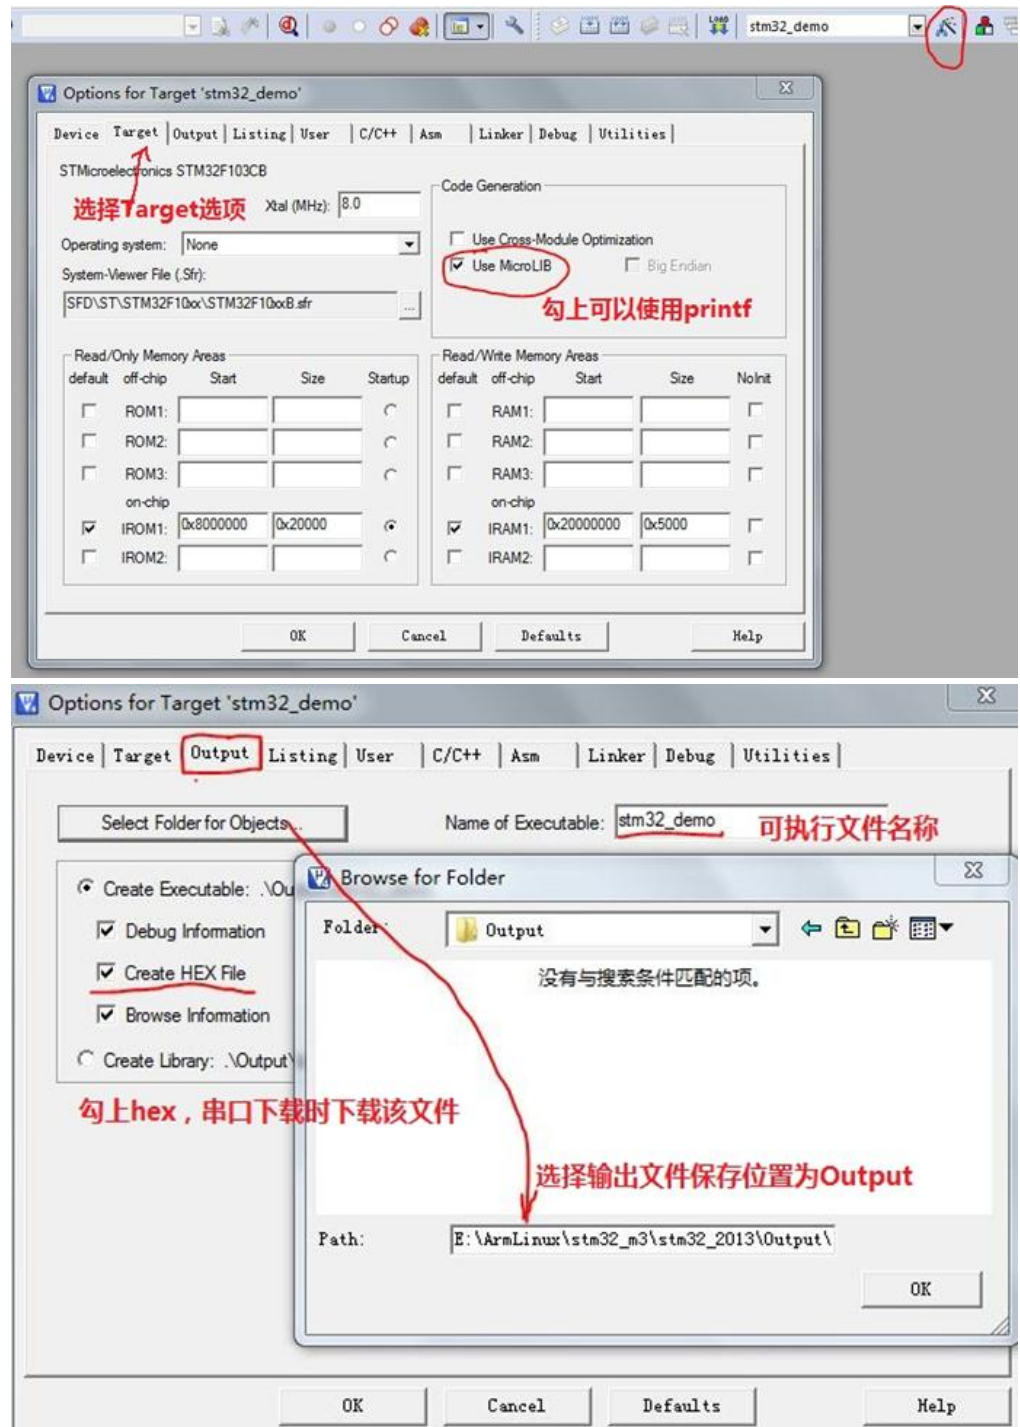 LOAD
stm32_demo
Options for Target 'stm32_demo'
Device Target Output Listing User C/C++ Asm Linker Debug Utilities
STMicroelectronics STM32F103CB
选择Target选项
Xtal (MHz): 8.0
Operating system: None
System-Viewer File (.Sfr):
SFD\ST\STM32F10xx\STM32F10xxB.sfr
...
Code Generation
Use Cross-Module Optimization
Use MicroLIB
Big Endian
勾上可以使用printf
Read/Only Memory Areas
default off-chip Start Size Startup
ROM1:
ROM2:
ROM3:
on-chip
IROM1: 0x8000000 0x20000
IROM2:
Read/Write Memory Areas
default off-chip Start Size NoInit
RAM1:
RAM2:
RAM3:
on-chip
IRAM1: 0x20000000 0x5000
IRAM2:
OK Cancel Defaults Help
Options for Target 'stm32_demo'
Device Target Output Listing User C/C++ Asm Linker Debug Utilities
Select Folder for Objects...
Name of Executable: stm32_demo
可执行文件名称
Create Executable: .\Ou
Debug Information
Create HEX File
Browse Information
Create Library: .\Output\
勾上hex，串口下载时下载该文件
Browse for Folder
Folder: Output
没有与搜索条件匹配的项。
选择输出文件保存位置为Output
Path: E:\ArmLinux\stm32_m3\stm32_2013\Output\
OK
OK Cancel Defaults Help